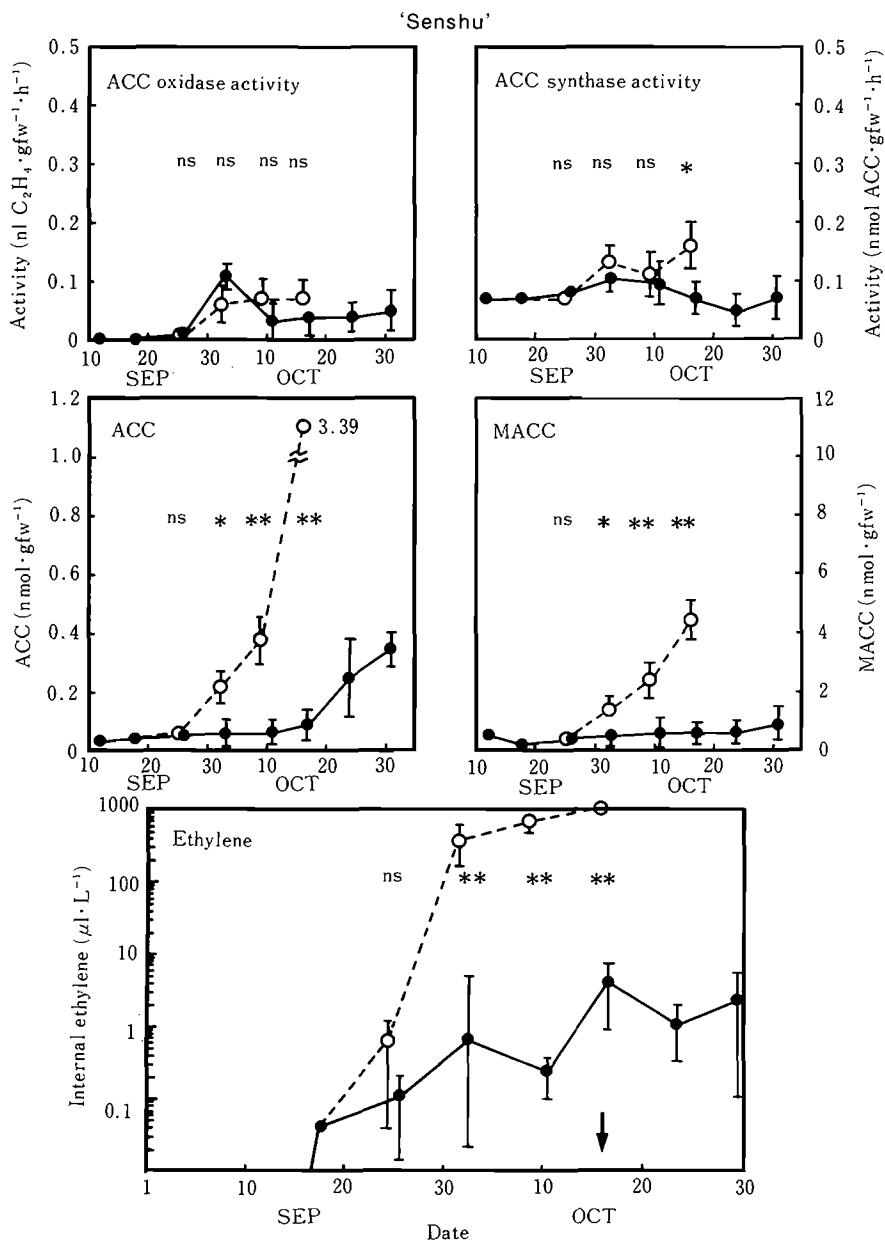 'Senshu'
ACC oxidase activity
Activity (nl C₂H₄·gfw⁻¹·h⁻¹)
0.5
0.4
0.3
0.2
0.1
0
ns ns ns ns
10 20 30 10 20 30
SEP OCT
ACC synthase activity
Activity (nmol ACC·gfw⁻¹·h⁻¹)
0.5
0.4
0.3
0.2
0.1
0
ns ns ns *
10 20 30 10 20 30
SEP OCT
ACC
ACC (nmol·gfw⁻¹)
1.2
1.0
0.8
0.6
0.4
0.2
0
3.39
ns * ** **
10 20 30 10 20 30
SEP OCT
MACC
MACC (nmol·gfw⁻¹)
12
10
8
6
4
2
0
ns * ** **
10 20 30 10 20 30
SEP OCT
Ethylene
Internal ethylene (μl·L⁻¹)
1000
100
10
1
0.1
ns ** ** **
1 10 20 30 10 20 30
SEP OCT
Date